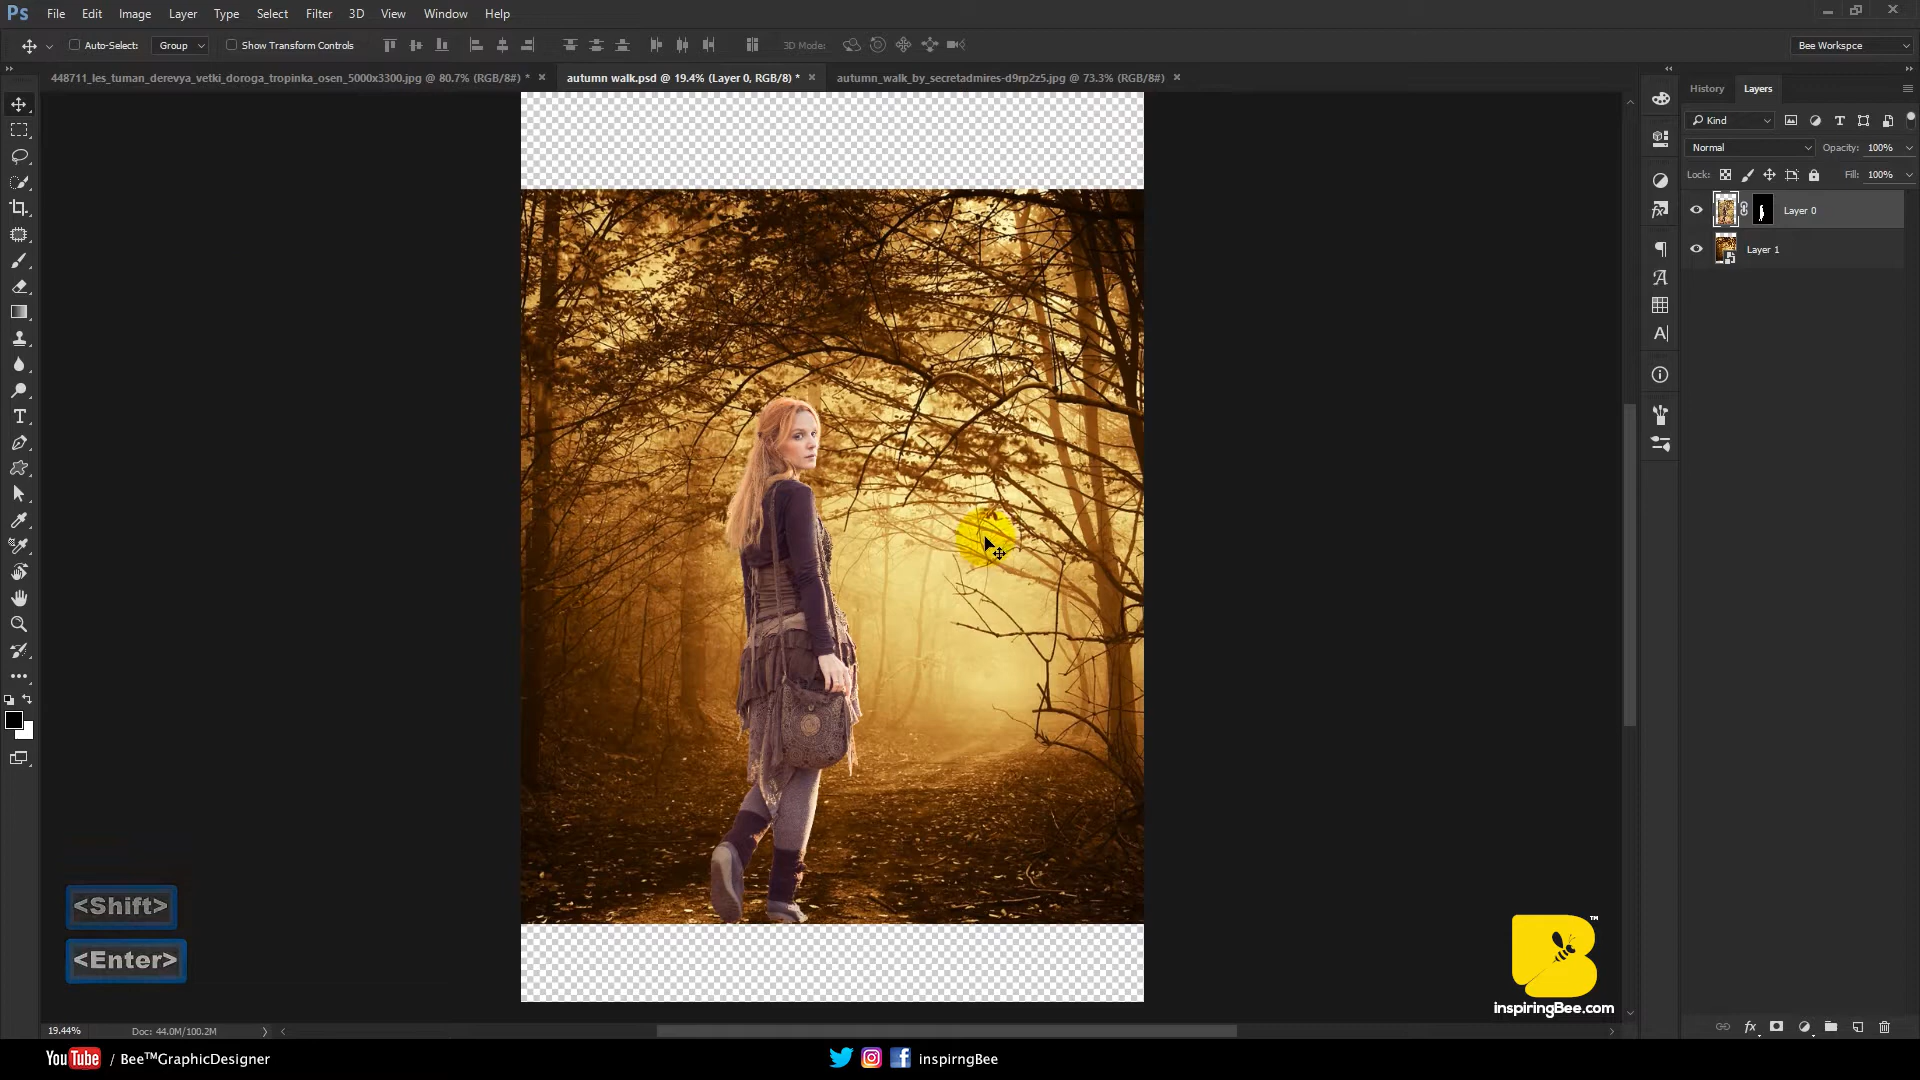 Ps File Edit Image Layer Type Select Filter 3D View Window Help
Auto-Select: Group Show Transform Controls 3D Mode: Bee Workspce
448711_les_tuman_derevya_vetki_doroga_tropinka_osen_5000x3300.jpg @ 80.7% (RGB/8#) * autumn walk.psd @ 19.4% (Layer 0, RGB/8) * autumn_walk_by_secretadmires-d9rp2z5.jpg @ 73.3% (RGB/8#)
History Layers
Kind
Normal Opacity: 100%
Lock: Fill: 100%
Layer 0
Layer 1
<Shift>
<Enter>
B™
inspiringBee.com
19.44% Doc: 44.0M/100.2M
YouTube / Bee™GraphicDesigner inspirngBee